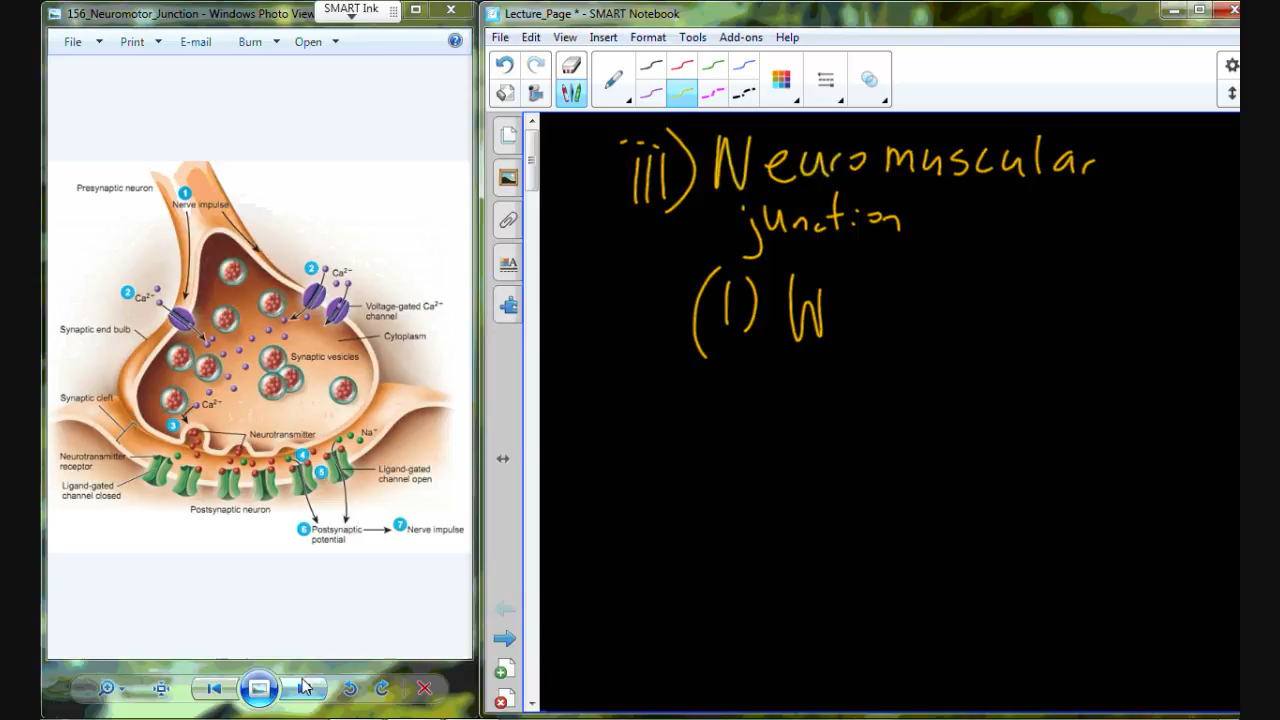 156_Neuromotor_Junction - Windows Photo View
SMART Ink
File Print E-mail Burn Open
Presynaptic neuron
1
Nerve impulse
2
Ca2−
2
Ca2−
Voltage-gated Ca2−
channel
Synaptic end bulb
Cytoplasm
Synaptic vesicles
Synaptic cleft
Ca2−
3
Neurotransmitter
Na+
4
5
Neurotransmitter
receptor
Ligand-gated
channel closed
Ligand-gated
channel open
Postsynaptic neuron
6 Postsynaptic
potential
7 Nerve impulse
Lecture_Page * - SMART Notebook
File Edit View Insert Format Tools Add-ons Help
iii) Neuromuscular
junction
(1) W